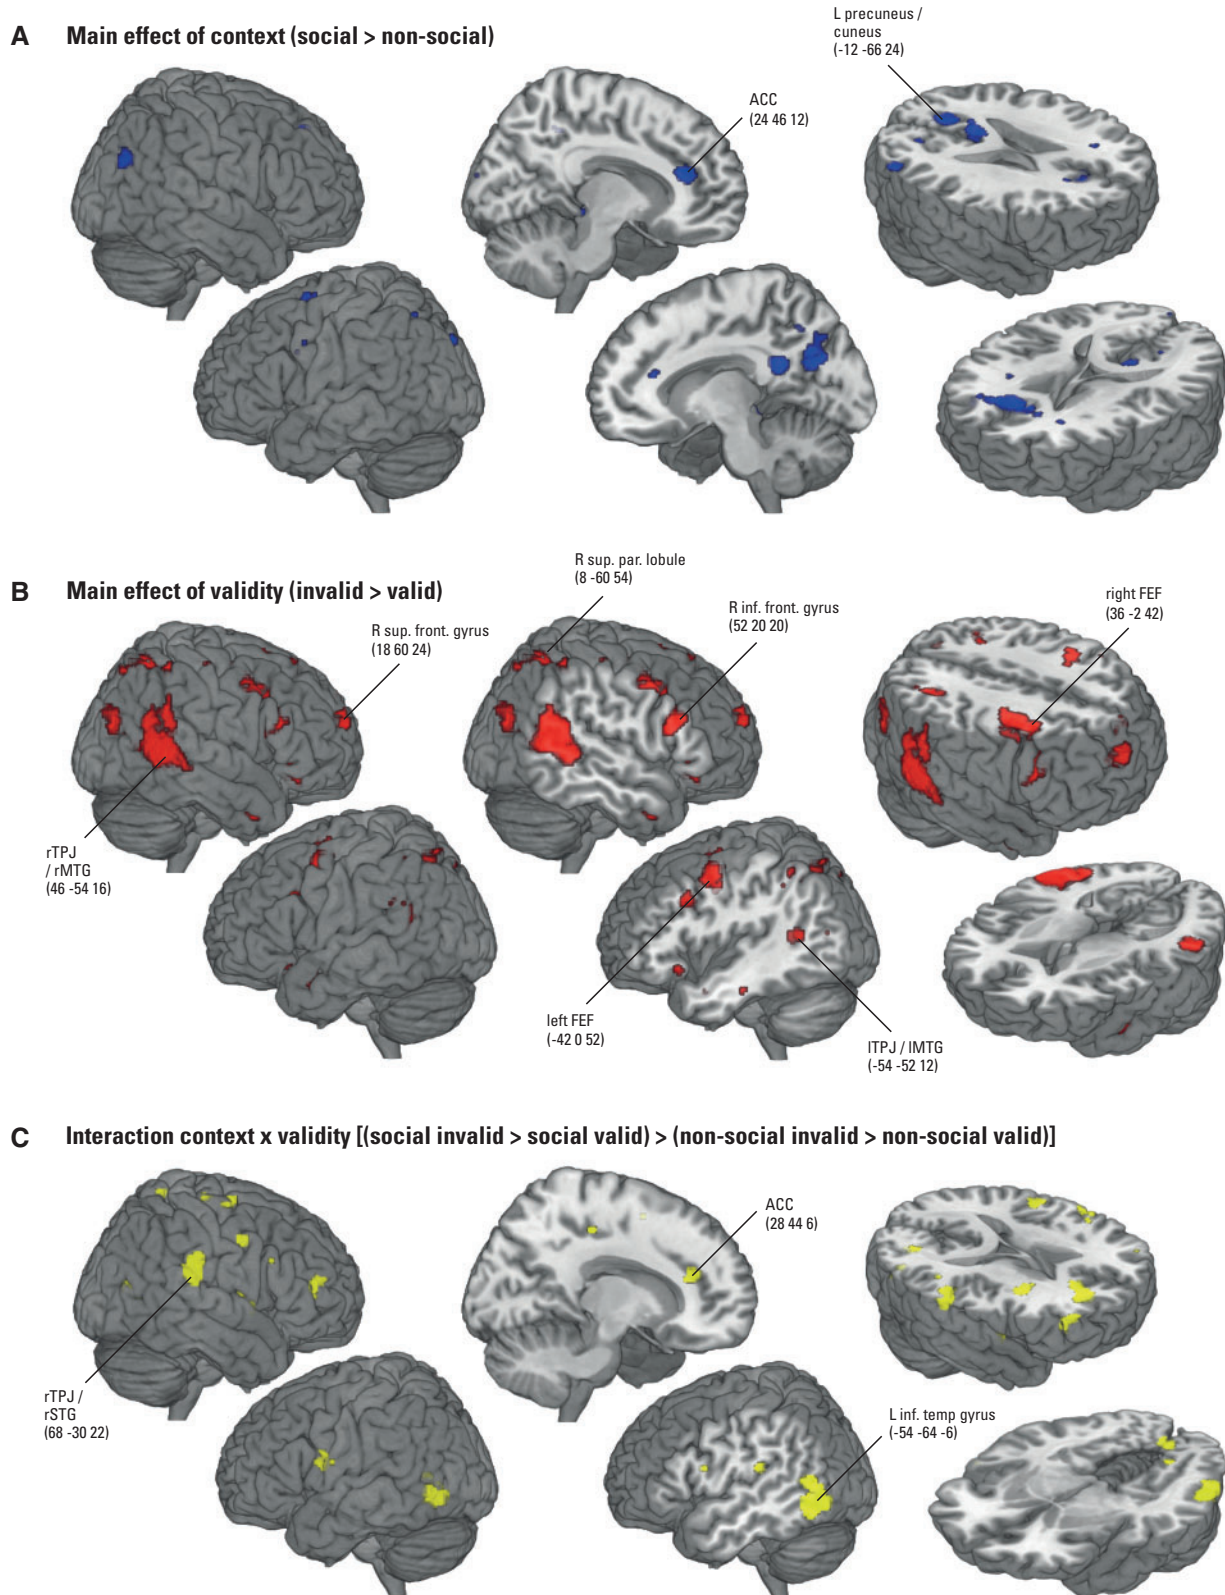 A Main effect of context (social > non-social)
L precuneus /
cuneus
(-12 -66 24)
ACC
(24 46 12)
B Main effect of validity (invalid > valid)
R sup. par. lobule
(8 -60 54)
R sup. front. gyrus
(18 60 24)
R inf. front. gyrus
(52 20 20)
right FEF
(36 -2 42)
rTPJ
/ rMTG
(46 -54 16)
left FEF
(-42 0 52)
lTPJ / lMTG
(-54 -52 12)
C Interaction context x validity [(social invalid > social valid) > (non-social invalid > non-social valid)]
ACC
(28 44 6)
rTPJ /
rSTG
(68 -30 22)
L inf. temp gyrus
(-54 -64 -6)